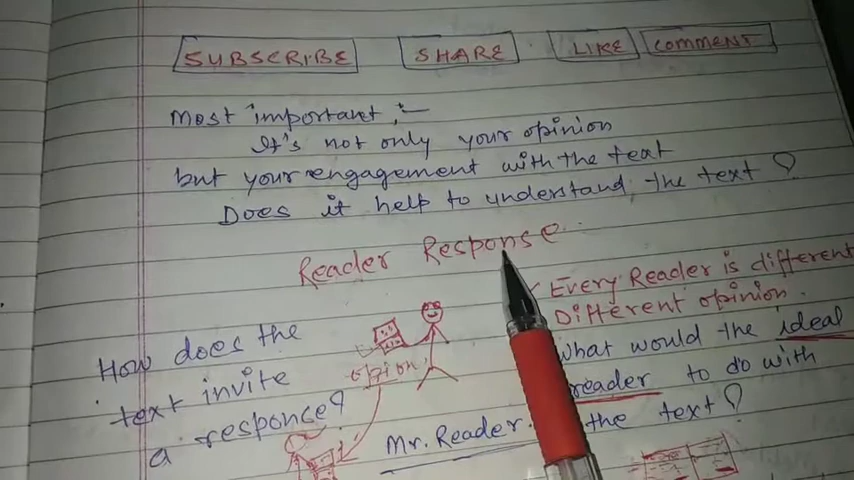 SUBSCRIBE SHARE LIKE Comment
Most important :-
It's not only your opinion
but your engagement with the text
Does it help to understand the text?
Reader Response
Every Reader is different
Different opinion.
How does the
text invite
a response?
opion
What would the ideal
reader to do with
the text?
Mr. Reader.